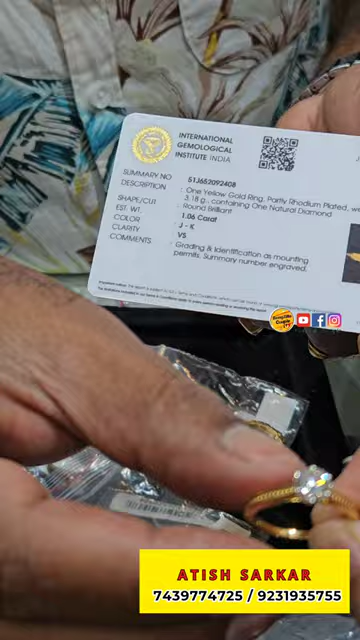 INTERNATIONAL
GEMOLOGICAL
INSTITUTE INDIA
SUMMARY NO 51J652092408
DESCRIPTION : One Yellow Gold Ring, Partly Rhodium Plated,
3.18 g., containing One Natural Diamond
SHAPE/CUT : Round Brilliant
EST. WT. 1.06 Carat
COLOR J - K
CLARITY VS
COMMENTS : Grading & Identification as mounting
permits. Summary number engraved.
ATISH SARKAR
7439774725 / 9231935755